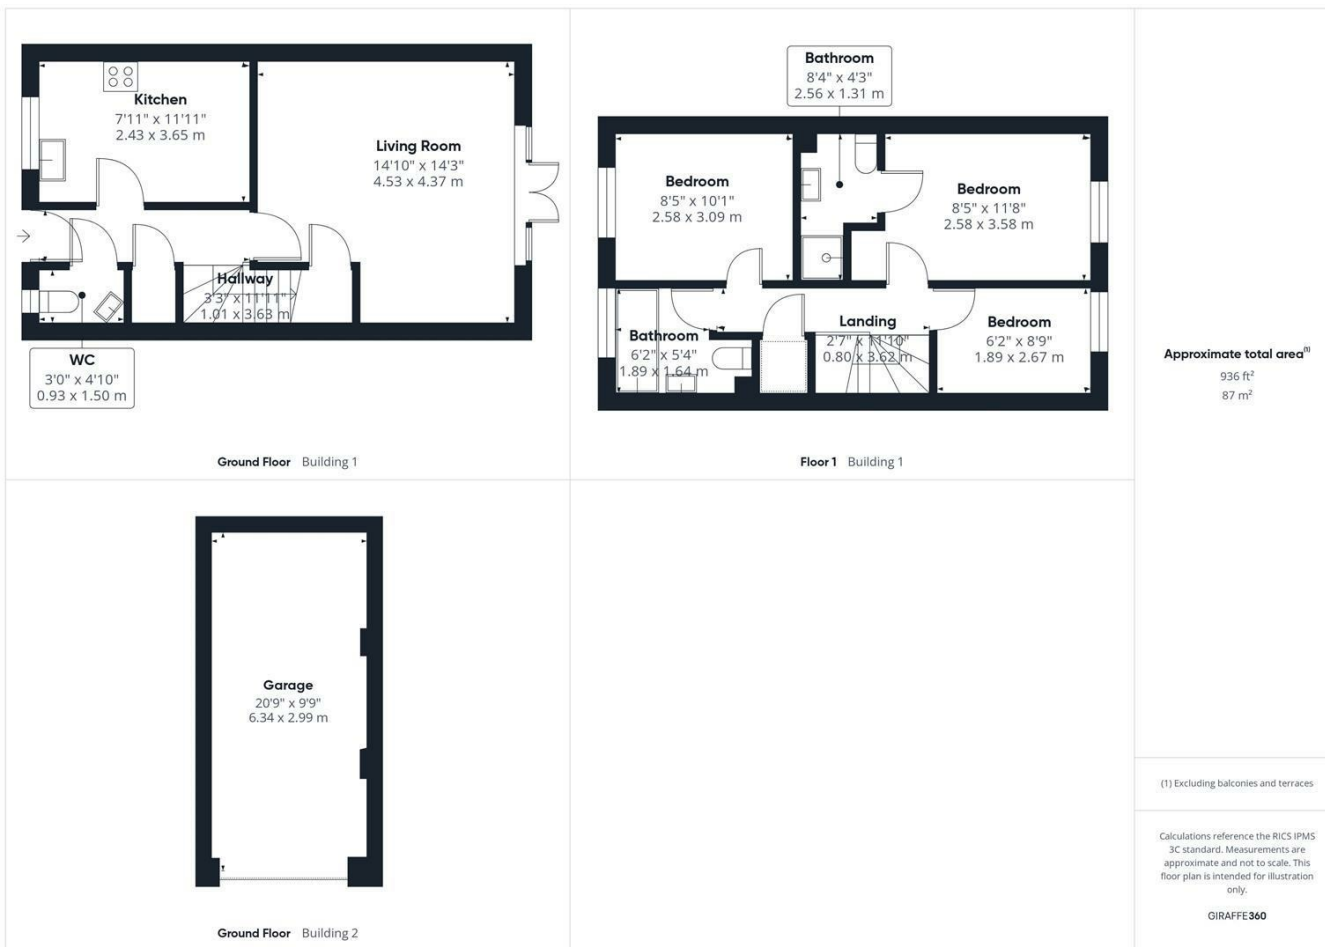 Kitchen
7'11" x 11'11"
2.43 x 3.65 m
Living Room
14'10" x 14'3"
4.53 x 4.37 m
Hallway
3'3" x 11'11"
1.01 x 3.63 m
WC
3'0" x 4'10"
0.93 x 1.50 m
Ground Floor Building 1
Bathroom
8'4" x 4'3"
2.56 x 1.31 m
Bedroom
8'5" x 10'1"
2.58 x 3.09 m
Bedroom
8'5" x 11'8"
2.58 x 3.58 m
Bathroom
6'2" x 5'4"
1.89 x 1.64 m
Landing
2'7" x 11'10"
0.80 x 3.62 m
Bedroom
6'2" x 8'9"
1.89 x 2.67 m
Floor 1 Building 1
Garage
20'9" x 9'9"
6.34 x 2.99 m
Ground Floor Building 2
Approximate total area(1)
936 ft²
87 m²
(1) Excluding balconies and terraces
Calculations reference the RICS IPMS
3C standard. Measurements are
approximate and not to scale. This
floor plan is intended for illustration
only.
GIRAFFE360